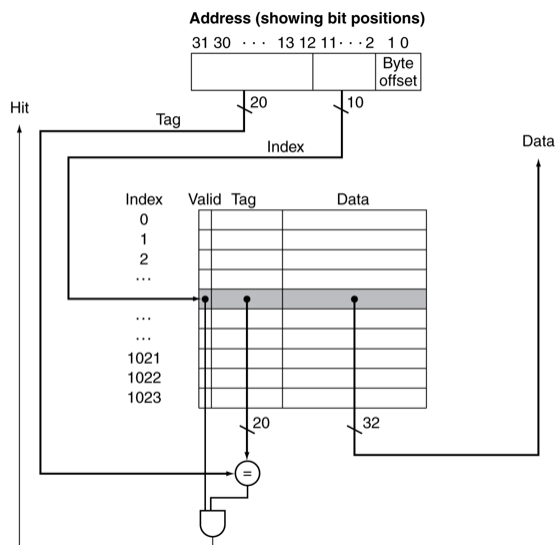 Address (showing bit positions)
31 30 ··· 13 12 11 ··· 2 1 0
Byte
offset
20
10
Hit
Tag
Data
Index
Index Valid Tag Data
0
1
2
...
...
...
1021
1022
1023
20
32
=